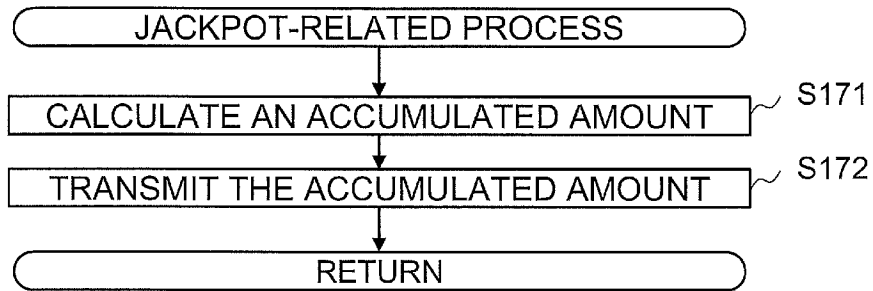 JACKPOT-RELATED PROCESS
CALCULATE AN ACCUMULATED AMOUNT
S171
TRANSMIT THE ACCUMULATED AMOUNT
S172
RETURN